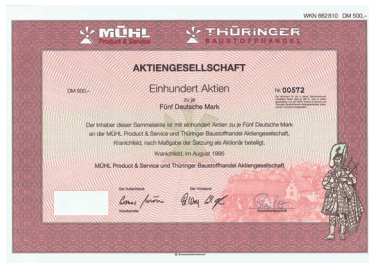 WKN 662810 DM 500,–
MÜHL THÜRINGER
Product & Service BAUSTOFFHANDEL
AKTIENGESELLSCHAFT
DM 500,– Einhundert Aktien Nr. 00572
zu je
Fünf Deutsche Mark
Der Inhaber dieser Sammelaktie ist mit einhundert Aktien zu je Fünf Deutsche Mark
an der MÜHL Product & Service und Thüringer Baustoffhandel Aktiengesellschaft,
Kranichfeld, nach Maßgabe der Satzung als Aktionär beteiligt.
Kranichfeld, im August 1995
MÜHL Product & Service und Thüringer Baustoffhandel Aktiengesellschaft
Der Aufsichtsrat Der Vorstand